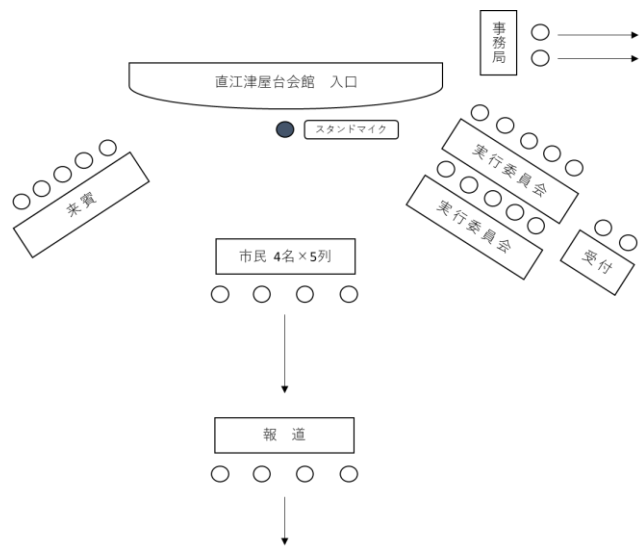 事務局
直江津屋台会館 入口
スタンドマイク
来賓
実行委員会
実行委員会
受付
市民 4名×5列
報 道